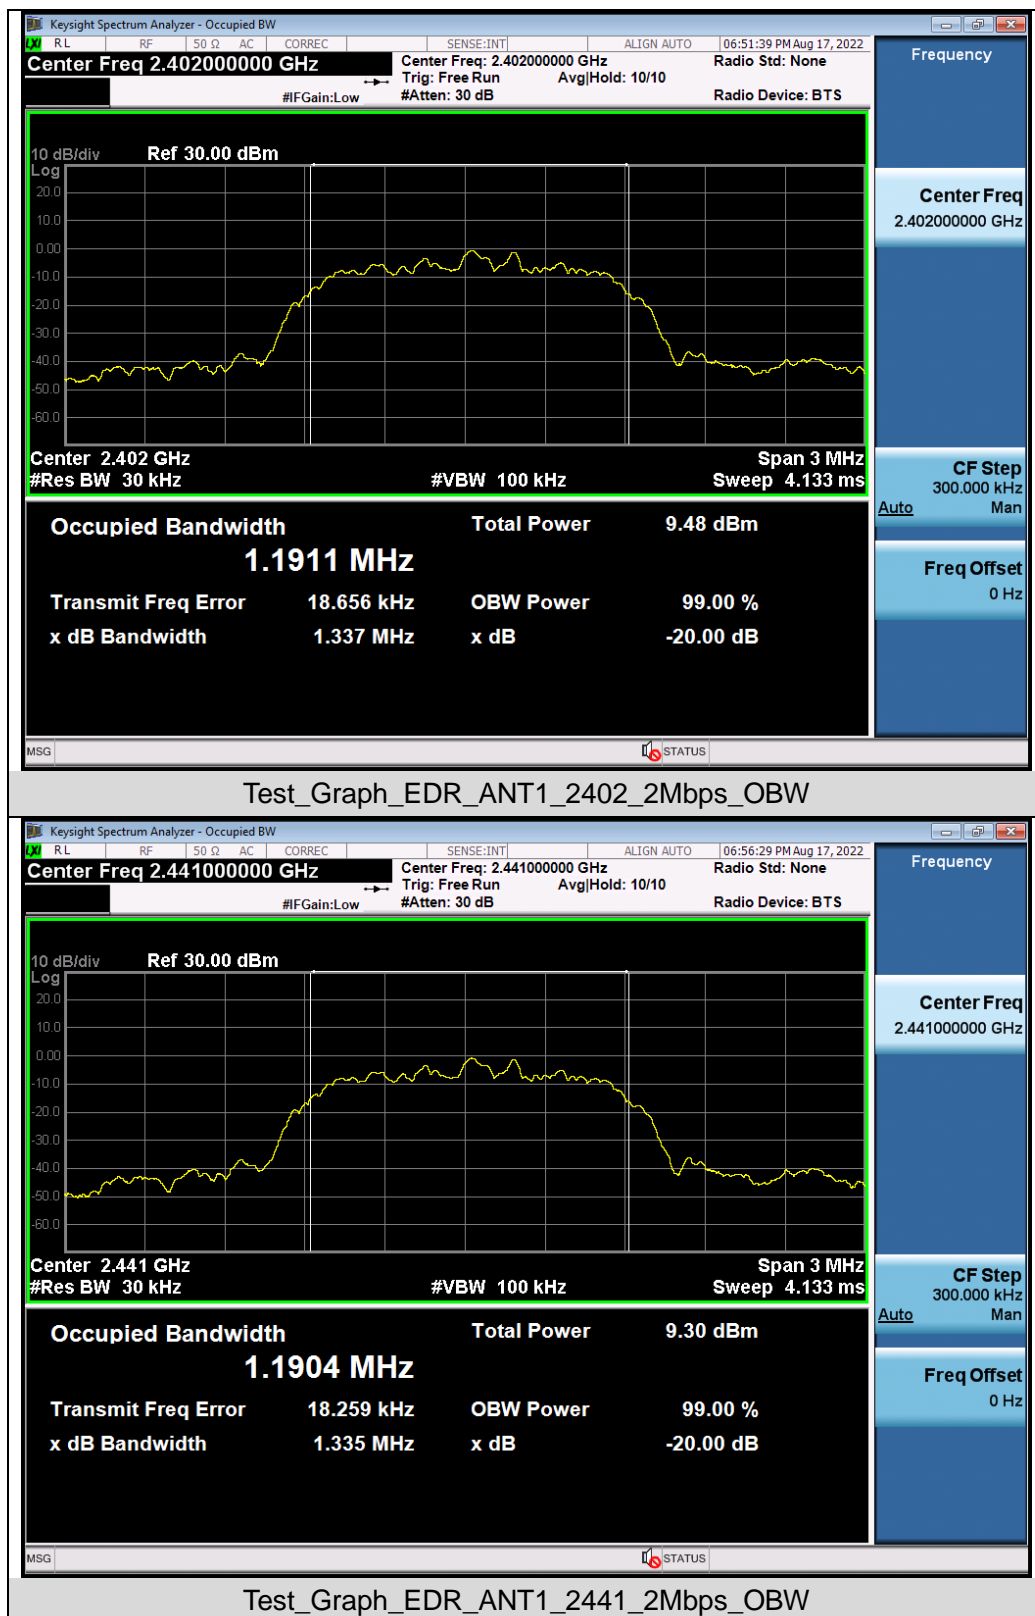 Keysight Spectrum Analyzer - Occupied BW
LXI RL RF 50 Ω AC CORREC SENSE:INT ALIGN AUTO 06:51:39 PM Aug 17, 2022
Center Freq 2.402000000 GHz
Center Freq: 2.402000000 GHz Radio Std: None
Trig: Free Run Avg|Hold: 10/10
#IFGain:Low #Atten: 30 dB Radio Device: BTS
Frequency
10 dB/div Ref 30.00 dBm
Log
20.0
10.0
0.00
-10.0
-20.0
-30.0
-40.0
-50.0
-60.0
Center 2.402 GHz Span 3 MHz
#Res BW 30 kHz #VBW 100 kHz Sweep 4.133 ms
Center Freq
2.402000000 GHz
CF Step
300.000 kHz
Auto Man
Freq Offset
0 Hz
Occupied Bandwidth Total Power 9.48 dBm
1.1911 MHz
Transmit Freq Error 18.656 kHz OBW Power 99.00 %
x dB Bandwidth 1.337 MHz x dB -20.00 dB
MSG STATUS
Test_Graph_EDR_ANT1_2402_2Mbps_OBW
Keysight Spectrum Analyzer - Occupied BW
LXI RL RF 50 Ω AC CORREC SENSE:INT ALIGN AUTO 06:56:29 PM Aug 17, 2022
Center Freq 2.441000000 GHz
Center Freq: 2.441000000 GHz Radio Std: None
Trig: Free Run Avg|Hold: 10/10
#IFGain:Low #Atten: 30 dB Radio Device: BTS
Frequency
10 dB/div Ref 30.00 dBm
Log
20.0
10.0
0.00
-10.0
-20.0
-30.0
-40.0
-50.0
-60.0
Center 2.441 GHz Span 3 MHz
#Res BW 30 kHz #VBW 100 kHz Sweep 4.133 ms
Center Freq
2.441000000 GHz
CF Step
300.000 kHz
Auto Man
Freq Offset
0 Hz
Occupied Bandwidth Total Power 9.30 dBm
1.1904 MHz
Transmit Freq Error 18.259 kHz OBW Power 99.00 %
x dB Bandwidth 1.335 MHz x dB -20.00 dB
MSG STATUS
Test_Graph_EDR_ANT1_2441_2Mbps_OBW